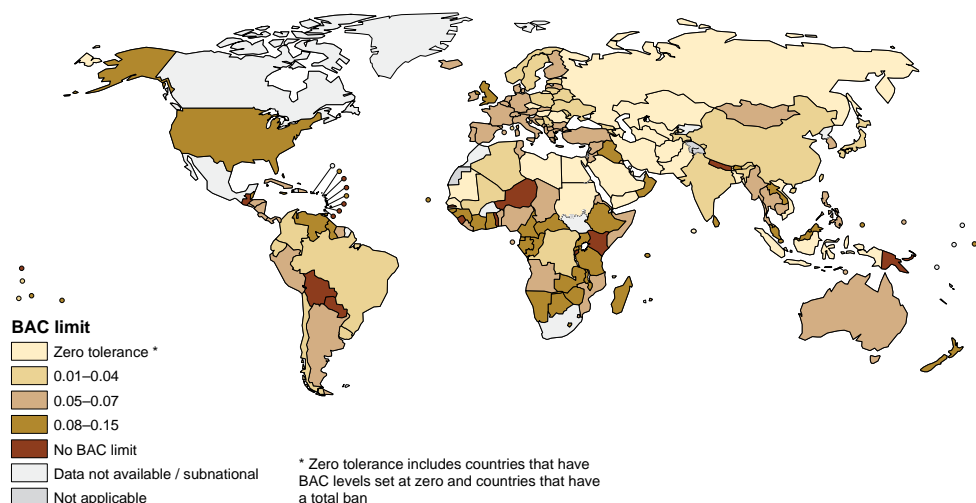 BAC limit
Zero tolerance *
0.01–0.04
0.05–0.07
0.08–0.15
No BAC limit
Data not available / subnational
Not applicable
* Zero tolerance includes countries that have
BAC levels set at zero and countries that have
a total ban